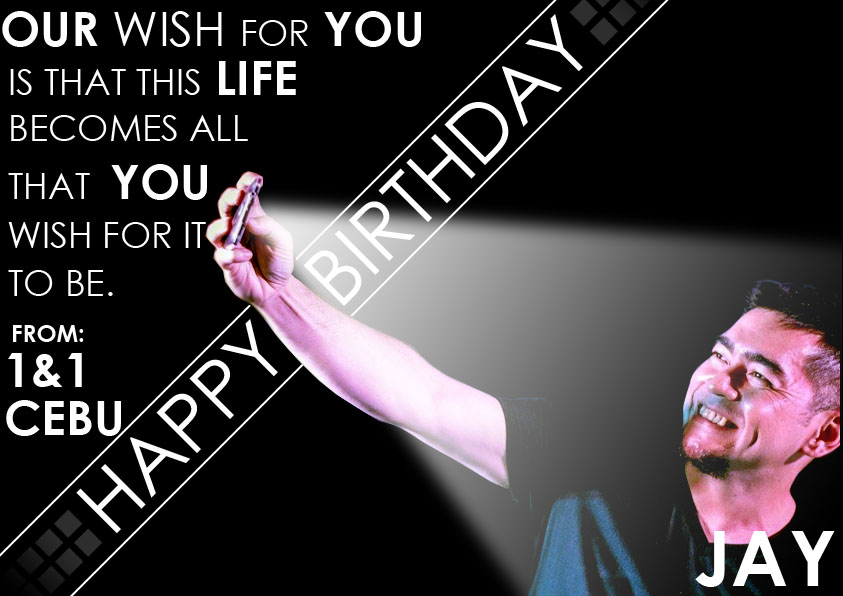 OUR WISH FOR YOU
IS THAT THIS LIFE
BECOMES ALL
THAT YOU
WISH FOR IT
TO BE.
FROM:
1&1
CEBU
HAPPY BIRTHDAY
JAY